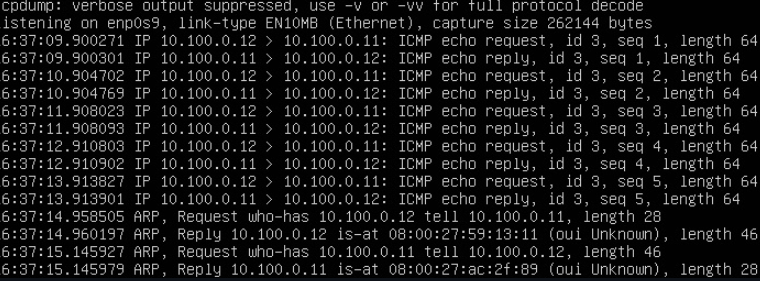 cpdump: verbose output suppressed, use -v or -vv for full protocol decode
istening on enp0s9, link-type EN10MB (Ethernet), capture size 262144 bytes
6:37:09.900271 IP 10.100.0.12 > 10.100.0.11: ICMP echo request, id 3, seq 1, length 64
6:37:09.900301 IP 10.100.0.11 > 10.100.0.12: ICMP echo reply, id 3, seq 1, length 64
6:37:10.904702 IP 10.100.0.12 > 10.100.0.11: ICMP echo request, id 3, seq 2, length 64
6:37:10.904769 IP 10.100.0.11 > 10.100.0.12: ICMP echo reply, id 3, seq 2, length 64
6:37:11.908023 IP 10.100.0.12 > 10.100.0.11: ICMP echo request, id 3, seq 3, length 64
6:37:11.908093 IP 10.100.0.11 > 10.100.0.12: ICMP echo reply, id 3, seq 3, length 64
6:37:12.910803 IP 10.100.0.12 > 10.100.0.11: ICMP echo request, id 3, seq 4, length 64
6:37:12.910902 IP 10.100.0.11 > 10.100.0.12: ICMP echo reply, id 3, seq 4, length 64
6:37:13.913827 IP 10.100.0.12 > 10.100.0.11: ICMP echo request, id 3, seq 5, length 64
6:37:13.913901 IP 10.100.0.11 > 10.100.0.12: ICMP echo reply, id 3, seq 5, length 64
6:37:14.958505 ARP, Request who-has 10.100.0.12 tell 10.100.0.11, length 28
6:37:14.960197 ARP, Reply 10.100.0.12 is-at 08:00:27:59:13:11 (oui Unknown), length 46
6:37:15.145927 ARP, Request who-has 10.100.0.11 tell 10.100.0.12, length 46
6:37:15.145979 ARP, Reply 10.100.0.11 is-at 08:00:27:ac:2f:89 (oui Unknown), length 28